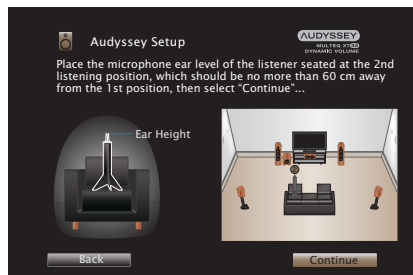 Audyssey Setup
AUDYSSEY
MULTEQ XT32
DYNAMIC VOLUME
Place the microphone ear level of the listener seated at the 2nd
listening position, which should be no more than 60 cm away
from the 1st position, then select “Continue”...
Ear Height
Back
Continue